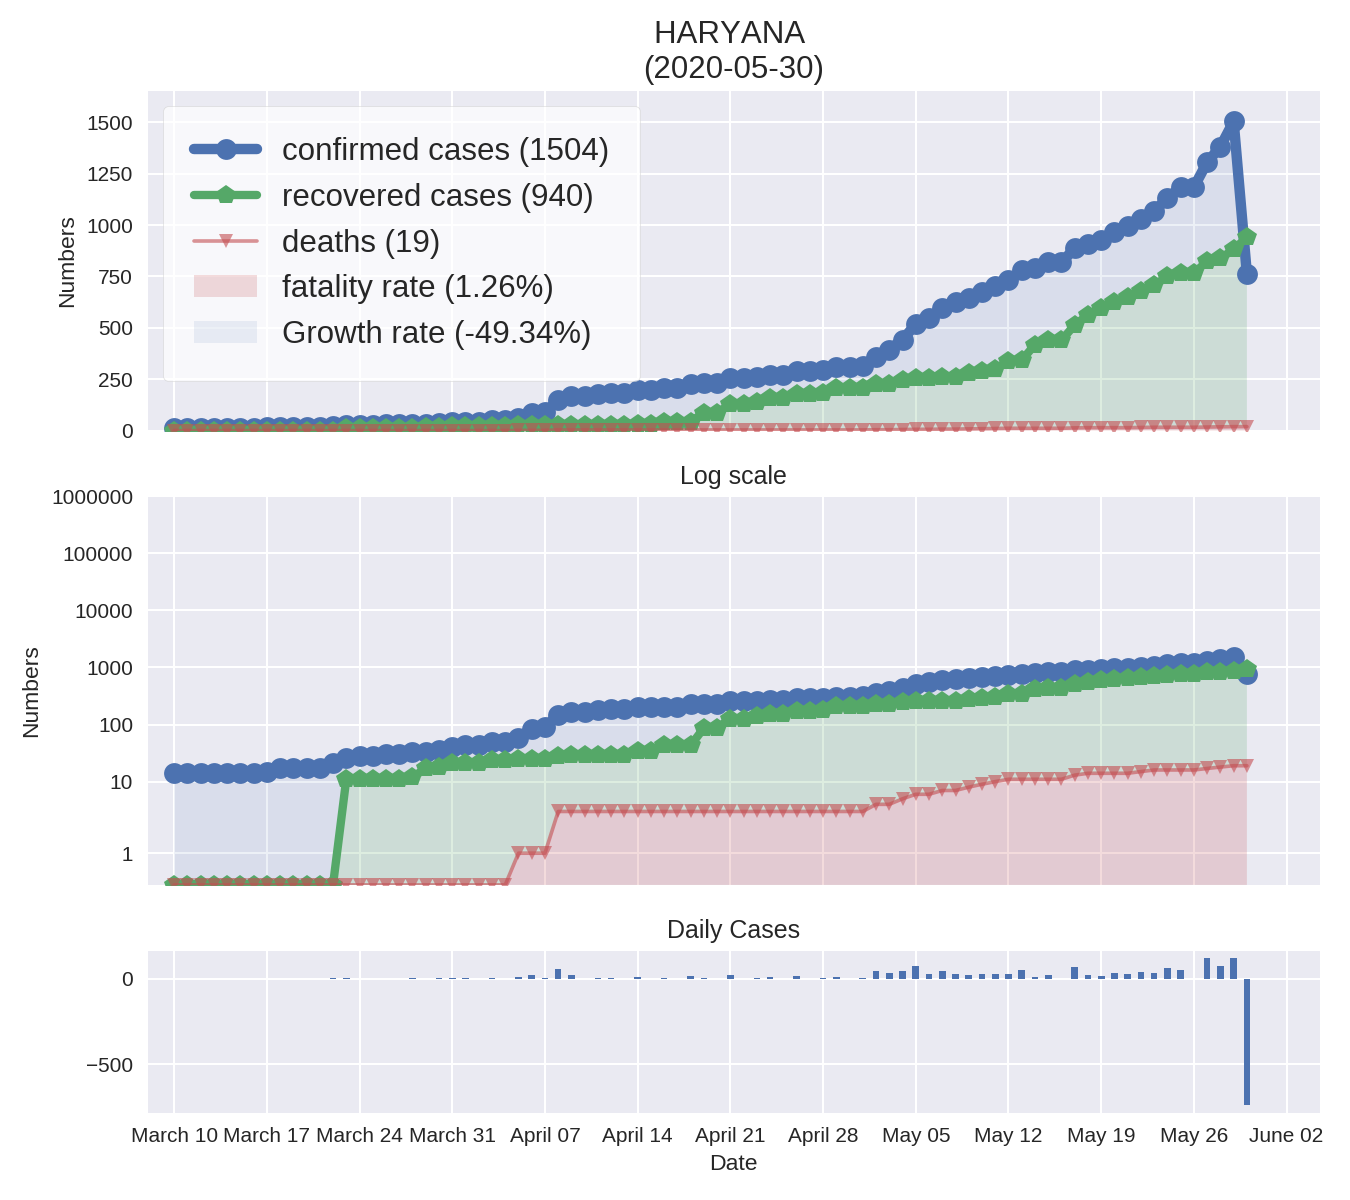 HARYANA
(2020-05-30)
1500
1250
1000
750
500
250
0
Numbers
confirmed cases (1504)
recovered cases (940)
deaths (19)
fatality rate (1.26%)
Growth rate (-49.34%)
Log scale
1000000
100000
10000
1000
100
10
1
Numbers
Daily Cases
0
−500
March 10 March 17 March 24 March 31 April 07 April 14 April 21 April 28 May 05 May 12 May 19 May 26 June 02
Date